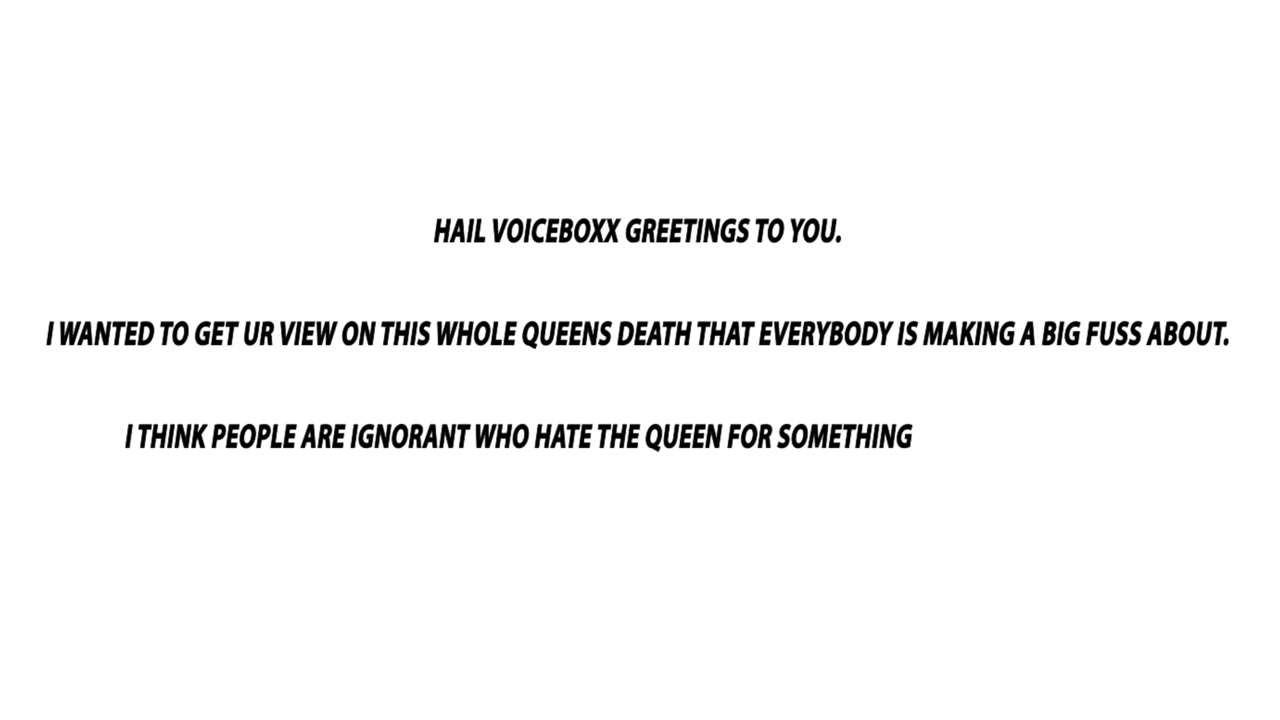 HAIL VOICEBOXX GREETINGS TO YOU.
I WANTED TO GET UR VIEW ON THIS WHOLE QUEENS DEATH THAT EVERYBODY IS MAKING A BIG FUSS ABOUT.
I THINK PEOPLE ARE IGNORANT WHO HATE THE QUEEN FOR SOMETHING